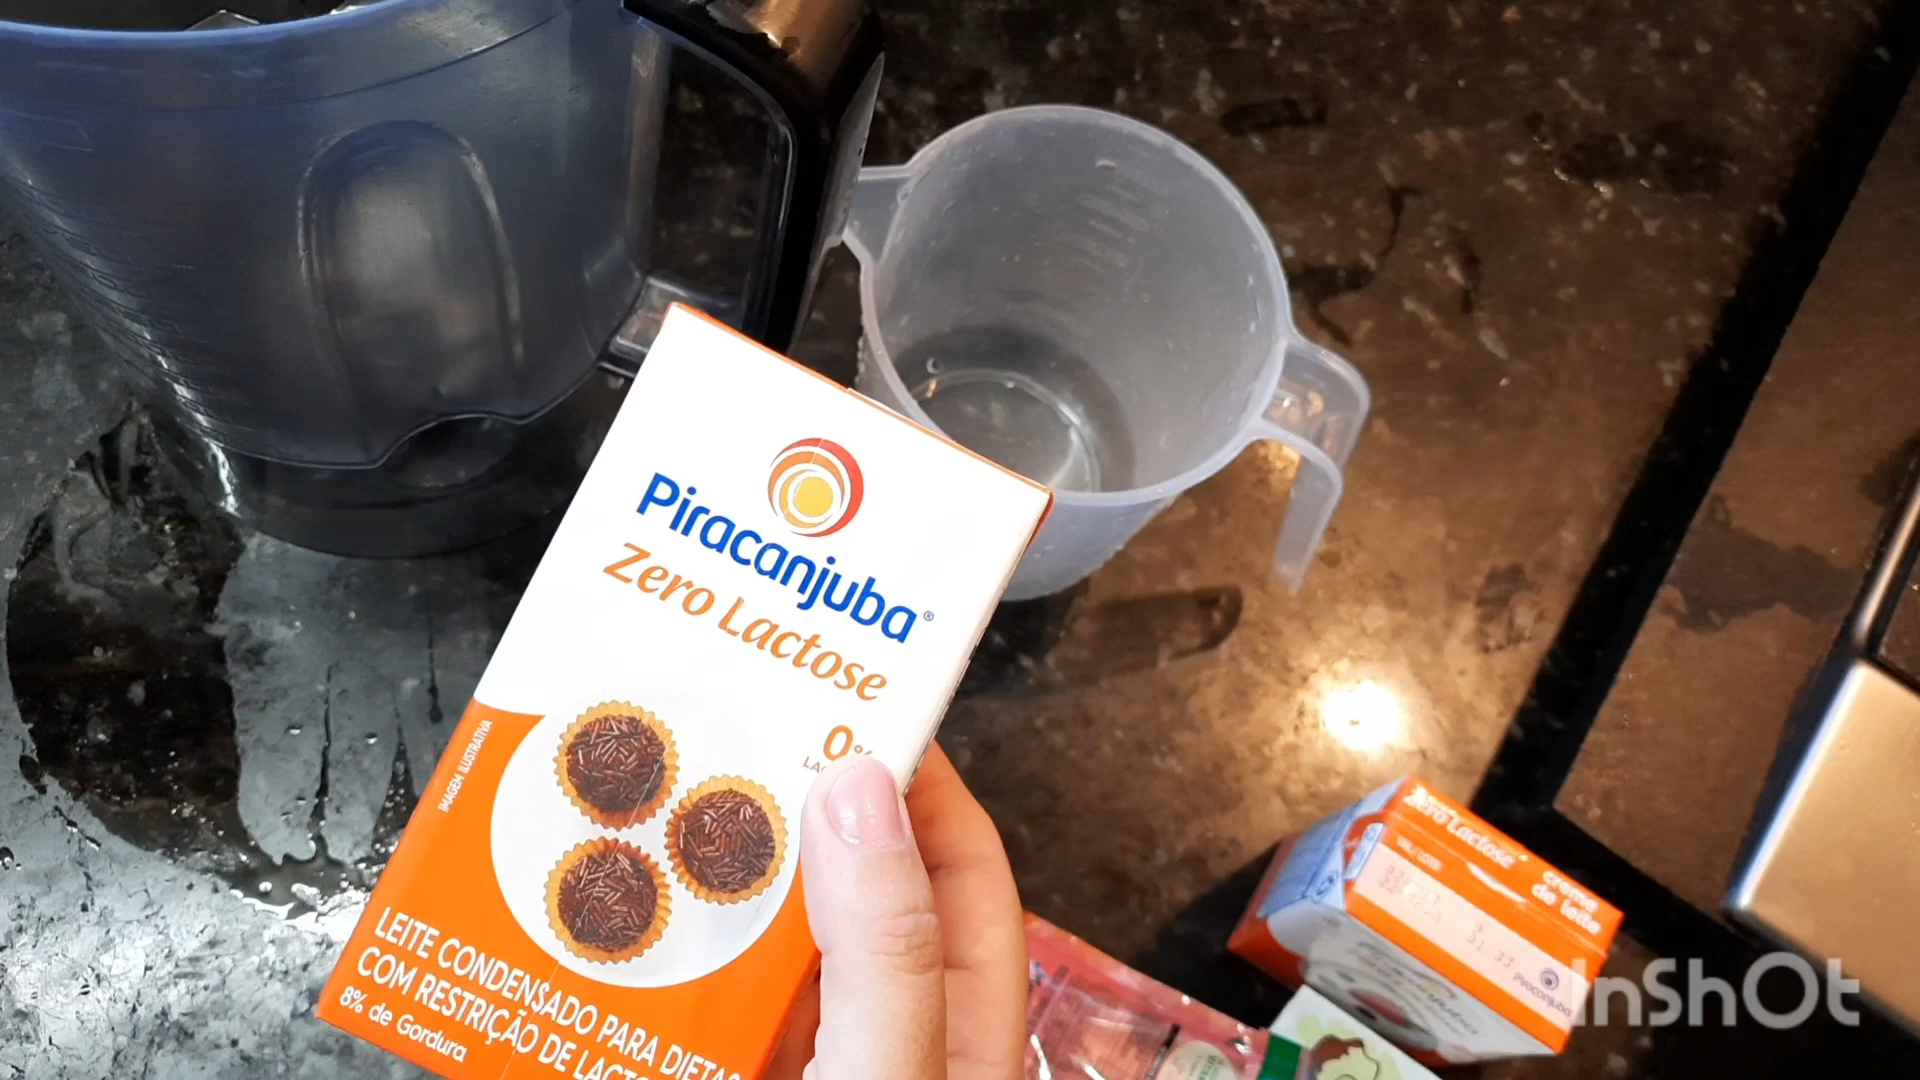 Piracanjuba®
Zero Lactose
0%
IMAGEM ILUSTRATIVA
LEITE CONDENSADO PARA DIETAS
COM RESTRIÇÃO DE
8% de Gordura
Zero Lactose
creme
de leite
Piracanjuba
InShOt